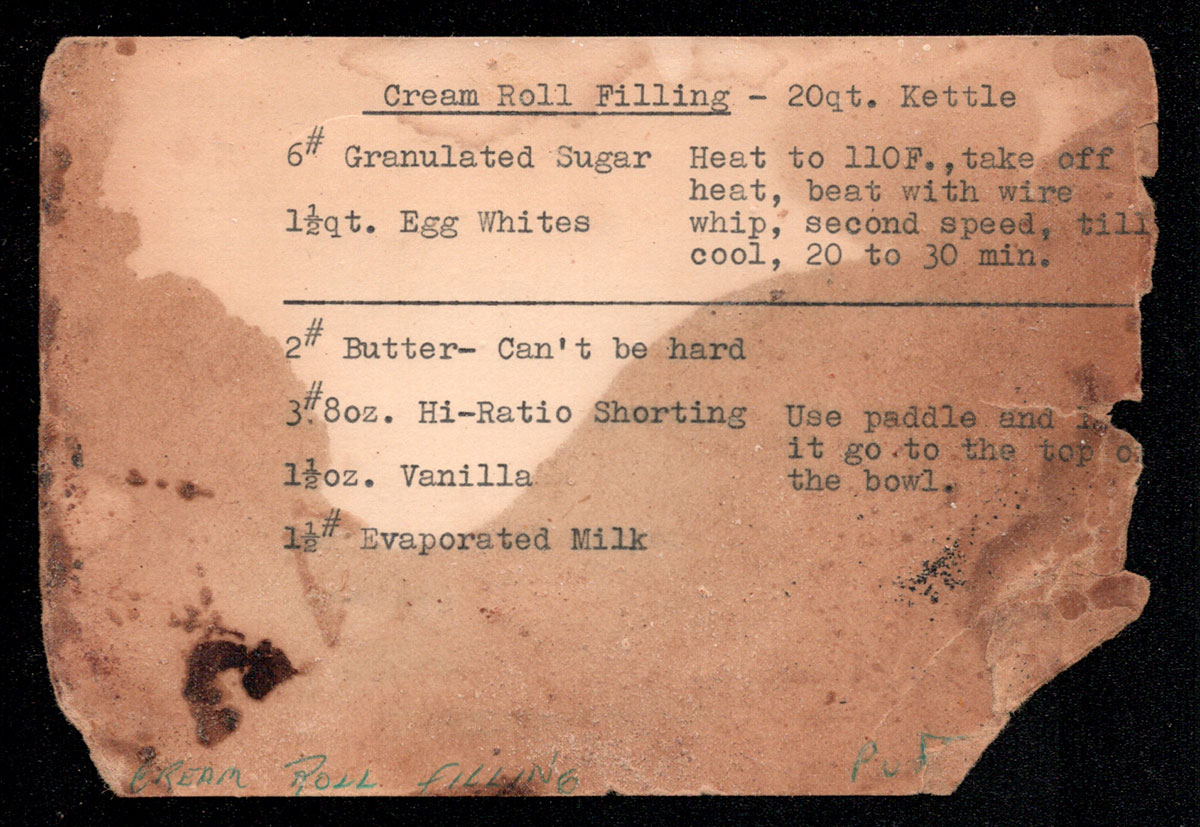 Cream Roll Filling - 20qt. Kettle
6# Granulated Sugar Heat to 110F.,take off
heat, beat with wire
1½qt. Egg Whites whip, second speed, till
cool, 20 to 30 min.
2# Butter- Can't be hard
3#8oz. Hi-Ratio Shorting Use paddle and
it go to the top
1½oz. Vanilla the bowl.
1½# Evaporated Milk
CREAM ROLL FILLING